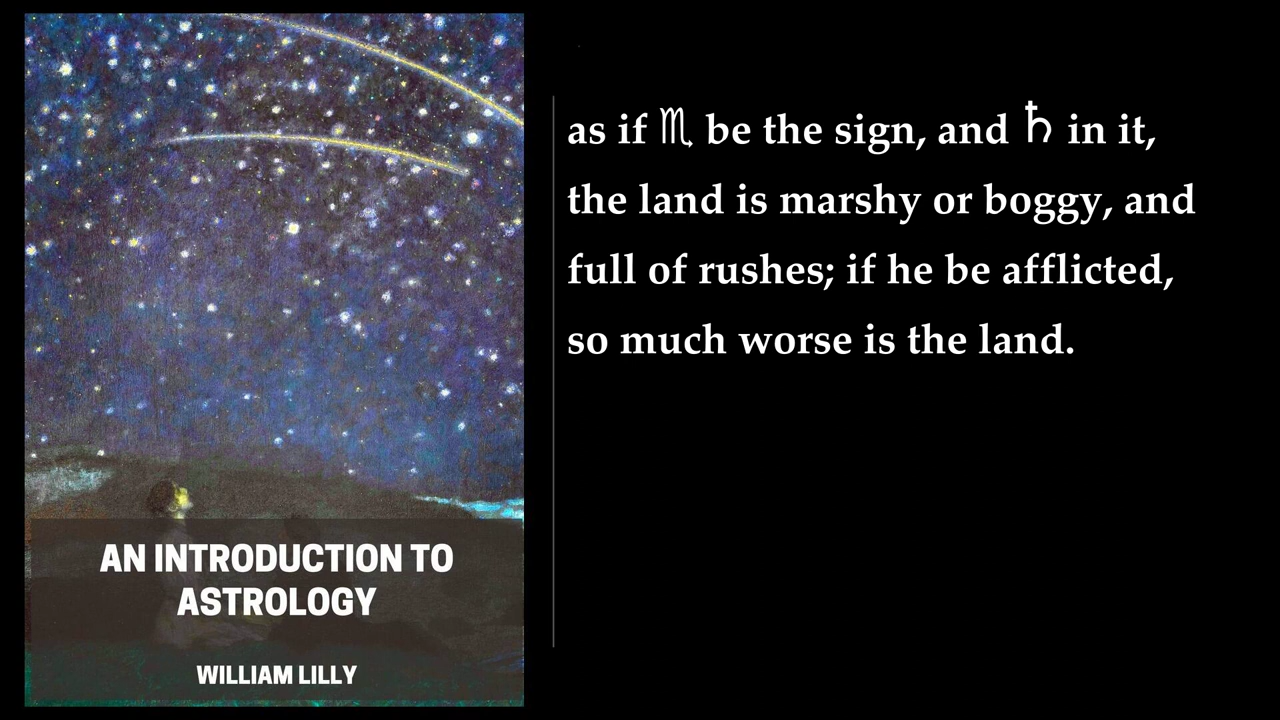 as if ♏ be the sign, and ♄ in it,
the land is marshy or boggy, and
full of rushes; if he be afflicted,
so much worse is the land.
AN INTRODUCTION TO
ASTROLOGY
WILLIAM LILLY